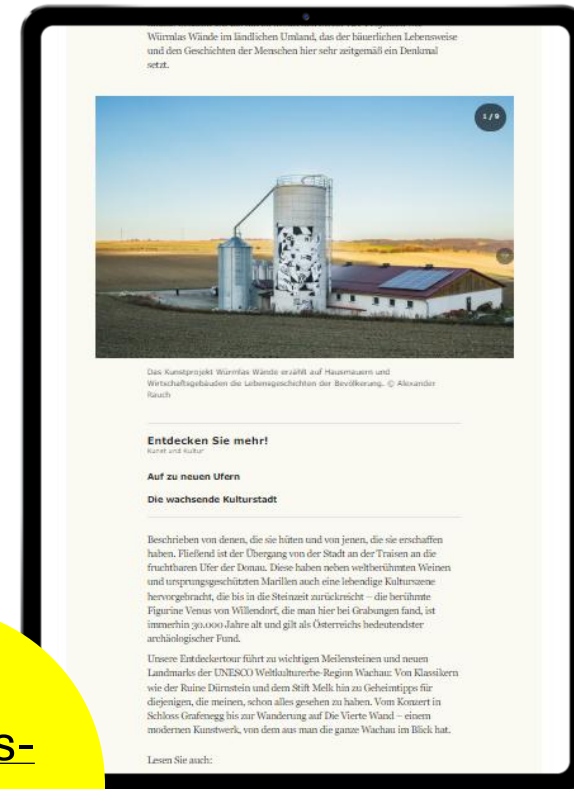 Würmlas Wände im ländlichen Umland, das der bäuerlichen Lebensweise
und den Geschichten der Menschen hier sehr zeitgemäß ein Denkmal
setzt.
1 / 9
Das Kunstprojekt Würmlas Wände erzählt auf Hausmauern und
Wirtschaftsgebäuden die Lebensgeschichten der Bevölkerung. © Alexander
Rauch
Entdecken Sie mehr!
Kunst und Kultur
Auf zu neuen Ufern
Die wachsende Kulturstadt
Beschrieben von denen, die sie hüten und von jenen, die sie erschaffen
haben. Fließend ist der Übergang von der Stadt an der Traisen an die
fruchtbaren Ufer der Donau. Diese haben neben weltberühmten Weinen
und ursprungsgeschützten Marillen auch eine lebendige Kulturszene
hervorgebracht, die bis in die Steinzeit zurückreicht – die berühmte
Figurine Venus von Willendorf, die man hier bei Grabungen fand, ist
immerhin 30.000 Jahre alt und gilt als Österreichs bedeutendster
archäologischer Fund.
Unsere Entdeckertour führt zu wichtigen Meilensteinen und neuen
Landmarks der UNESCO Weltkulturerbe-Region Wachau: Von Klassikern
wie der Ruine Dürnstein und dem Stift Melk hin zu Geheimtipps für
diejenigen, die meinen, schon alles gesehen zu haben. Vom Konzert in
Schloss Grafenegg bis zur Wanderung auf Die Vierte Wand – einem
modernen Kunstwerk, von dem aus man die ganze Wachau im Blick hat.
Lesen Sie auch:
s-